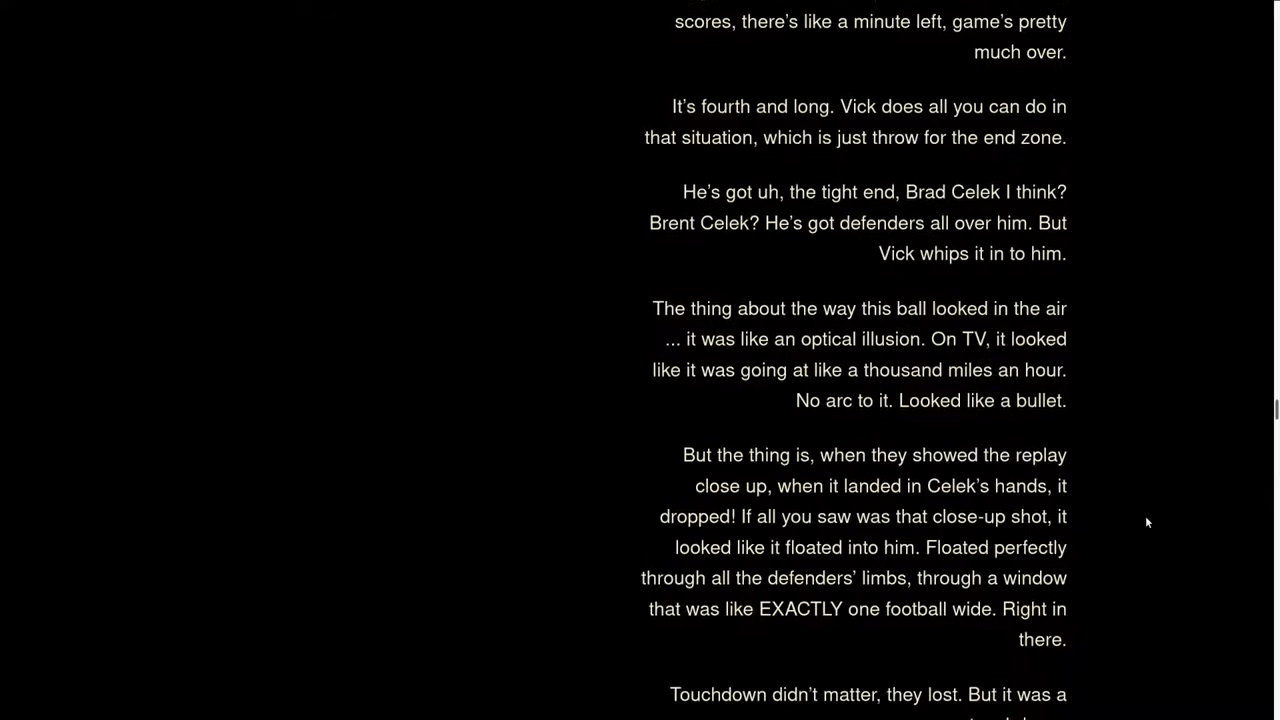 scores, there’s like a minute left, game’s pretty
much over.
It’s fourth and long. Vick does all you can do in
that situation, which is just throw for the end zone.
He’s got uh, the tight end, Brad Celek I think?
Brent Celek? He’s got defenders all over him. But
Vick whips it in to him.
The thing about the way this ball looked in the air
... it was like an optical illusion. On TV, it looked
like it was going at like a thousand miles an hour.
No arc to it. Looked like a bullet.
But the thing is, when they showed the replay
close up, when it landed in Celek’s hands, it
dropped! If all you saw was that close-up shot, it
looked like it floated into him. Floated perfectly
through all the defenders’ limbs, through a window
that was like EXACTLY one football wide. Right in
there.
Touchdown didn’t matter, they lost. But it was a